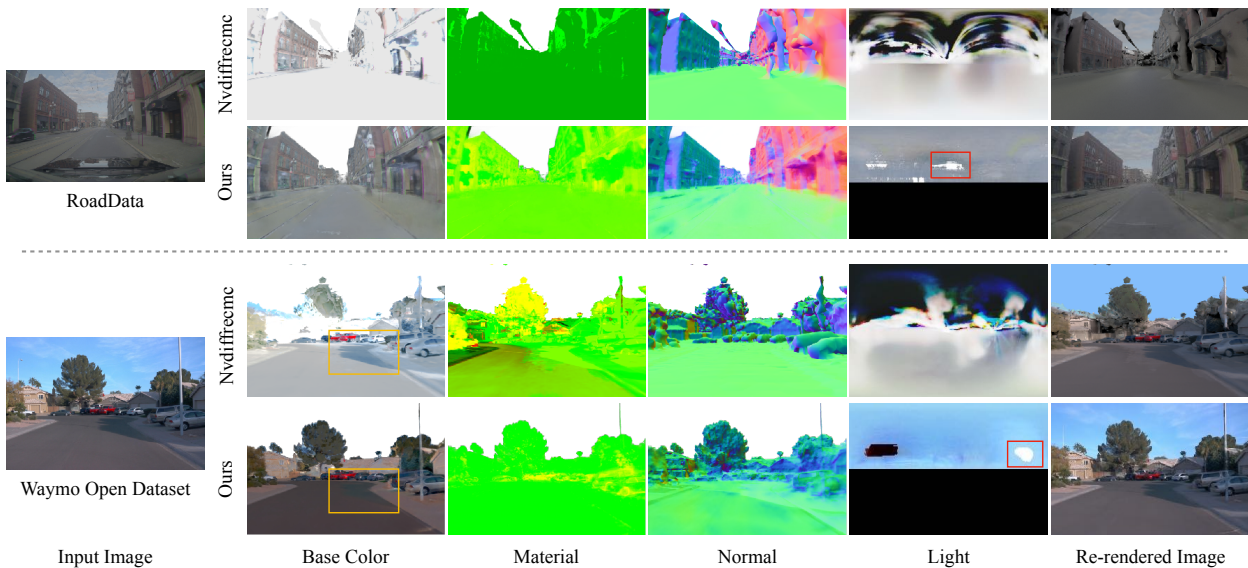 Nvdiffrecmc
Ours
RoadData
Nvdiffrecmc
Ours
Waymo Open Dataset
Input Image
Base Color
Material
Normal
Light
Re-rendered Image